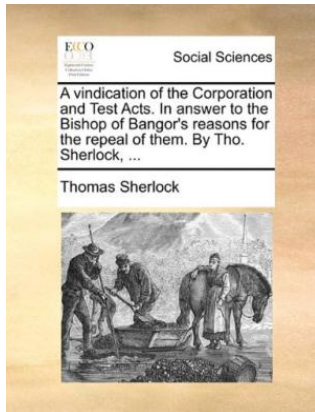 ECCO
Social Sciences
A vindication of the Corporation
and Test Acts. In answer to the
Bishop of Bangor's reasons for
the repeal of them. By Tho.
Sherlock, ...
Thomas Sherlock